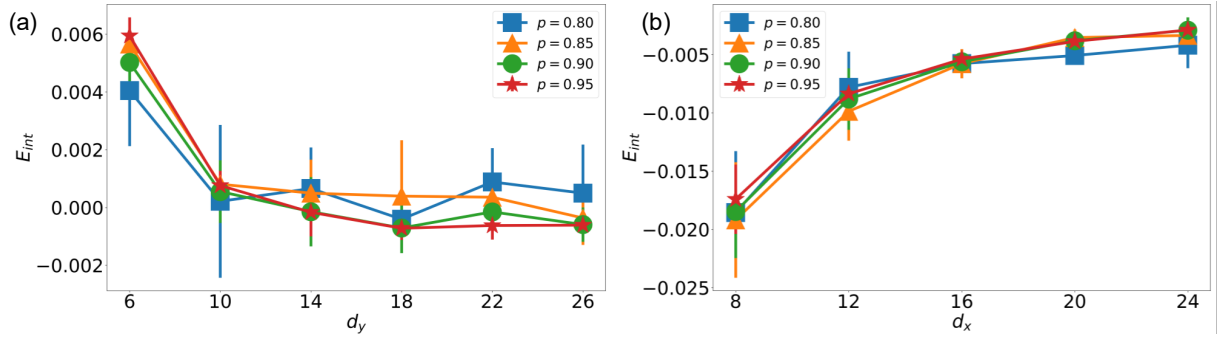 (a)
p = 0.80
p = 0.85
p = 0.90
p = 0.95
0.006
0.004
0.002
0.000
−0.002
E_int
6 10 14 18 22 26
d_y
(b)
p = 0.80
p = 0.85
p = 0.90
p = 0.95
−0.005
−0.010
−0.015
−0.020
−0.025
E_int
8 12 16 20 24
d_x